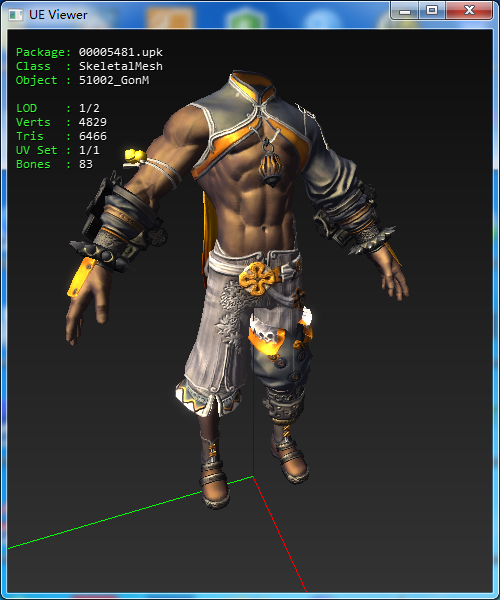 UE Viewer
Package: 00005481.upk
Class : SkeletalMesh
Object : 51002_GonM
LOD : 1/2
Verts : 4829
Tris : 6466
UV Set : 1/1
Bones : 83